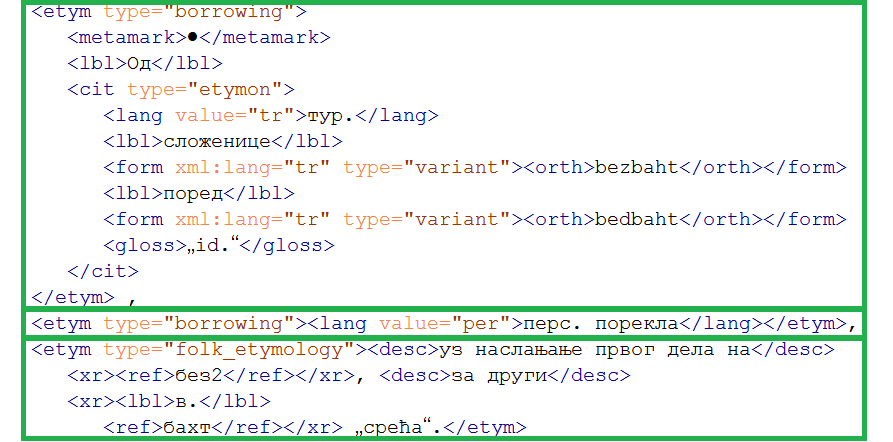 <etym type="borrowing">
<metamark>●</metamark>
<lbl>Од</lbl>
<cit type="etymon">
<lang value="tr">тур.</lang>
<lbl>сложенице</lbl>
<form xml:lang="tr" type="variant"><orth>bezbaht</orth></form>
<lbl>поред</lbl>
<form xml:lang="tr" type="variant"><orth>bedbaht</orth></form>
<gloss>„id.“</gloss>
</cit>
</etym> ,
<etym type="borrowing"><lang value="per">перс. порекла</lang></etym>,
<etym type="folk_etymology"><desc>уз наслањање првог дела на</desc>
<xr><ref>без2</ref></xr>, <desc>за други</desc>
<xr><lbl>в.</lbl>
<ref>бахт</ref></xr> „срећа“.</etym>